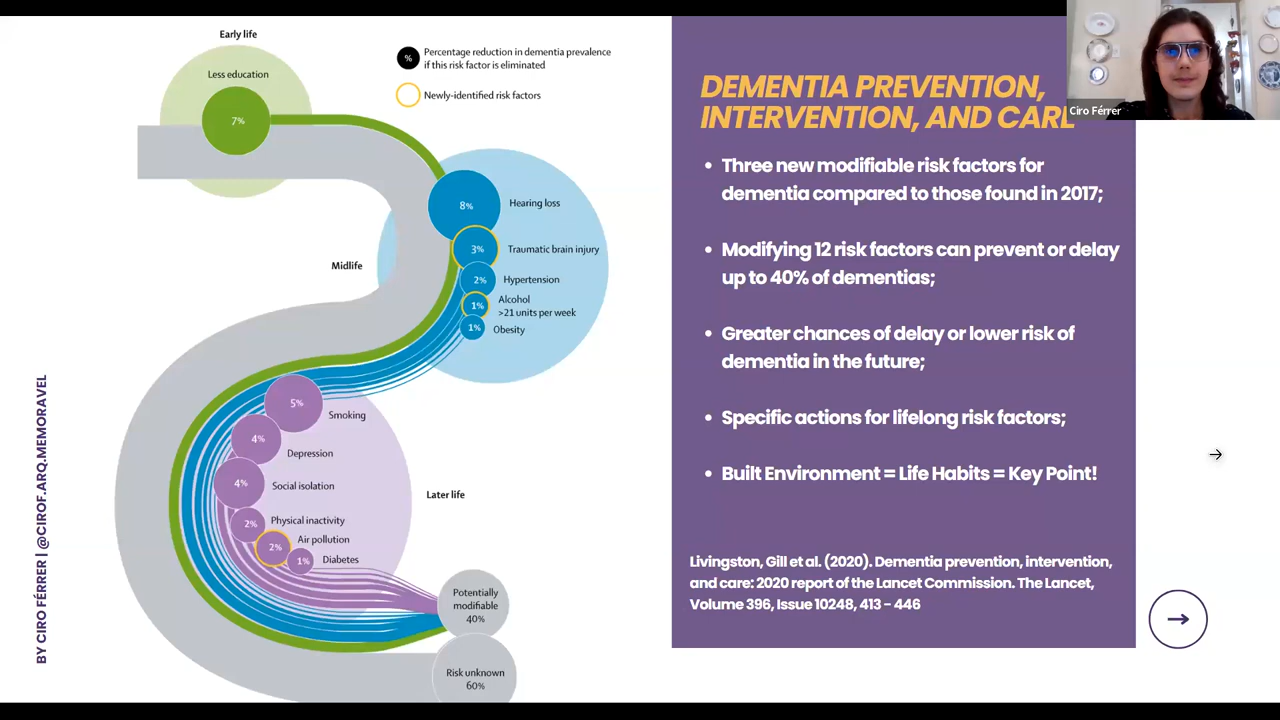 Early life
Less education
7%
%
Percentage reduction in dementia prevalence
if this risk factor is eliminated
Newly-identified risk factors
8%
Hearing loss
3%
Traumatic brain injury
2%
Hypertension
1%
Alcohol
>21 units per week
1%
Obesity
Midlife
5%
Smoking
4%
Depression
4%
Social isolation
2%
Physical inactivity
2%
Air pollution
1%
Diabetes
Later life
Potentially
modifiable
40%
Risk unknown
60%
BY CIRO FÉRRER | @CIROF.ARQ.MEMORAVEL
DEMENTIA PREVENTION,
INTERVENTION, AND CARE
• Three new modifiable risk factors for
dementia compared to those found in 2017;
• Modifying 12 risk factors can prevent or delay
up to 40% of dementias;
• Greater chances of delay or lower risk of
dementia in the future;
• Specific actions for lifelong risk factors;
• Built Environment = Life Habits = Key Point!
Livingston, Gill et al. (2020). Dementia prevention, intervention,
and care: 2020 report of the Lancet Commission. The Lancet,
Volume 396, Issue 10248, 413 - 446
Ciro Férrer